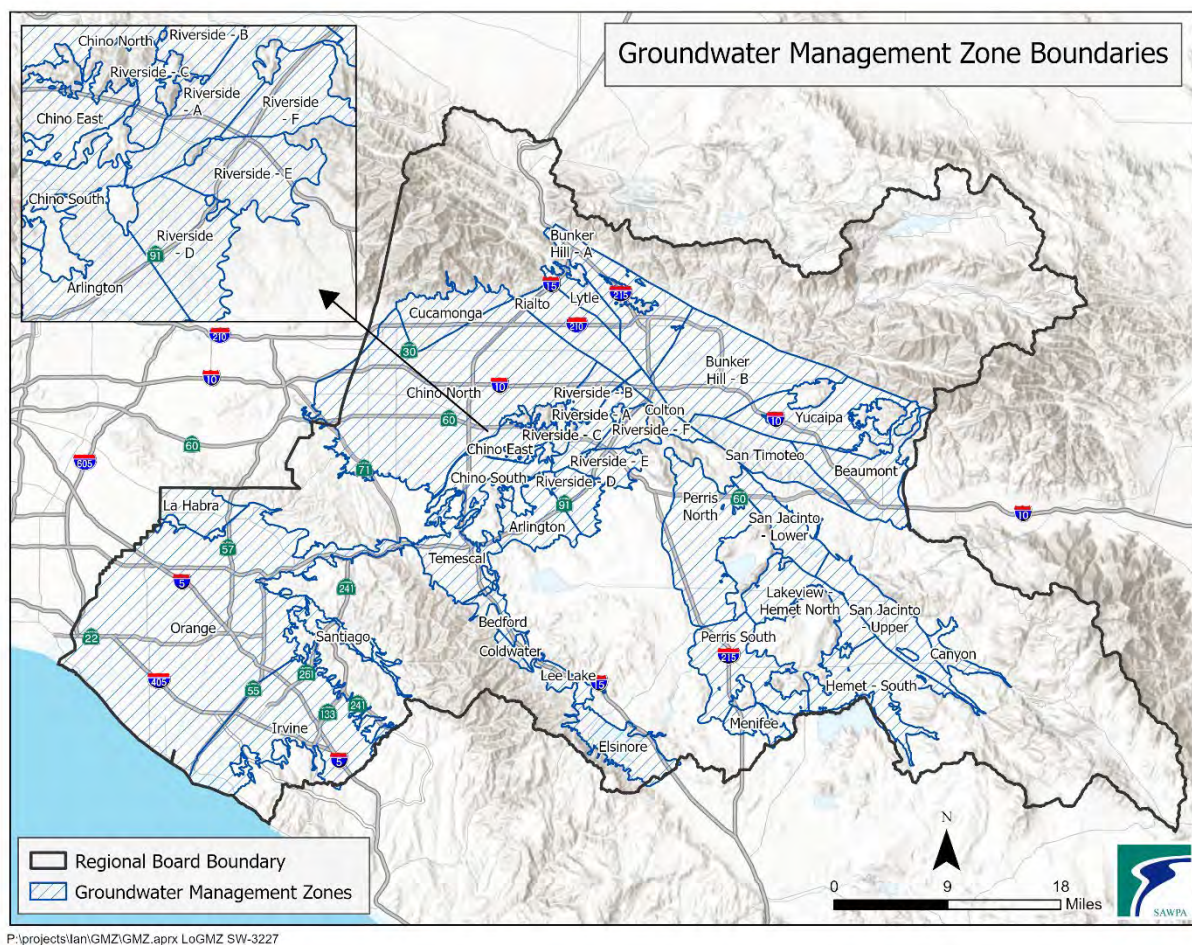 Groundwater Management Zone Boundaries
Chino North
Riverside - B
Riverside - C
Riverside
- A
Riverside
- F
Chino East
Riverside - E
Chino South
Riverside
- D
91
Arlington
Bunker
Hill - A
15
Lytle
215
Rialto
Cucamonga
210
210
30
10
Bunker
Hill - B
Chino North
10
Riverside - B
60
Riverside - A
Colton
10
Yucaipa
Riverside - C
Riverside - F
60
Chino East
San Timoteo
605
71
Riverside - E
Beaumont
Chino South
Riverside - D
La Habra
91
Perris
North
60
10
Arlington
San Jacinto
- Lower
57
Temescal
5
241
Lakeview -
Hemet North
San Jacinto
- Upper
Orange
22
Santiago
Bedford
Coldwater
Perris South
215
Canyon
261
Lee Lake
15
405
55
241
133
Hemet - South
Irvine
Menifee
Elsinore
5
Regional Board Boundary
Groundwater Management Zones
N
0 9 18
Miles
SAWPA
P:\projects\Ian\GMZ\GMZ.aprx LoGMZ SW-3227